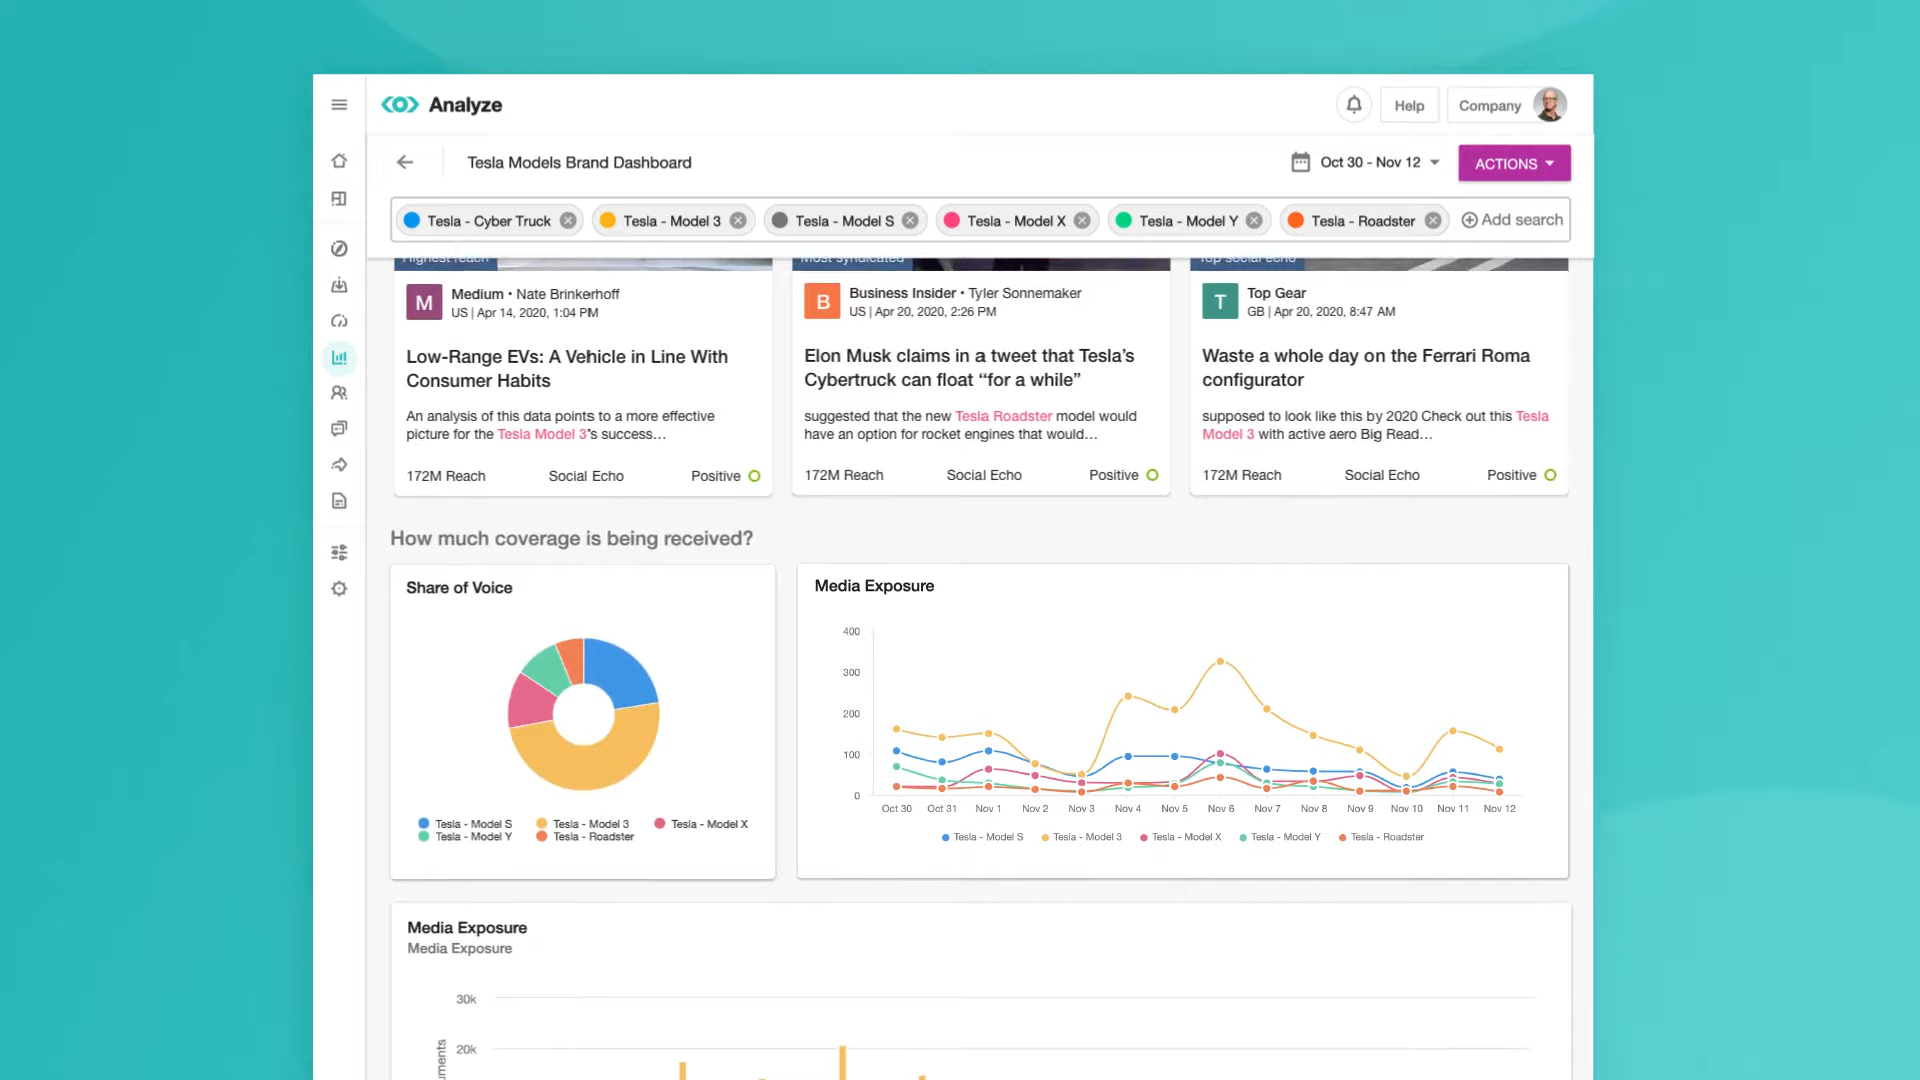 Analyze
Help
Company
Tesla Models Brand Dashboard
Oct 30 - Nov 12
ACTIONS
Tesla - Cyber Truck
Tesla - Model 3
Tesla - Model S
Tesla - Model X
Tesla - Model Y
Tesla - Roadster
Add search
Highest reach
Most syndicated
Top social echo
M
Medium • Nate Brinkerhoff
US | Apr 14, 2020, 1:04 PM
Low-Range EVs: A Vehicle in Line With
Consumer Habits
An analysis of this data points to a more effective
picture for the Tesla Model 3’s success…
172M Reach
Social Echo
Positive
B
Business Insider • Tyler Sonnemaker
US | Apr 20, 2020, 2:26 PM
Elon Musk claims in a tweet that Tesla’s
Cybertruck can float “for a while”
suggested that the new Tesla Roadster model would
have an option for rocket engines that would…
172M Reach
Social Echo
Positive
T
Top Gear
GB | Apr 20, 2020, 8:47 AM
Waste a whole day on the Ferrari Roma
configurator
supposed to look like this by 2020 Check out this Tesla
Model 3 with active aero Big Read…
172M Reach
Social Echo
Positive
How much coverage is being received?
Share of Voice
Tesla - Model S
Tesla - Model 3
Tesla - Model X
Tesla - Model Y
Tesla - Roadster
Media Exposure
400
300
200
100
0
Oct 30
Oct 31
Nov 1
Nov 2
Nov 3
Nov 4
Nov 5
Nov 6
Nov 7
Nov 8
Nov 9
Nov 10
Nov 11
Nov 12
Tesla - Model S
Tesla - Model 3
Tesla - Model X
Tesla - Model Y
Tesla - Roadster
Media Exposure
Media Exposure
30k
20k